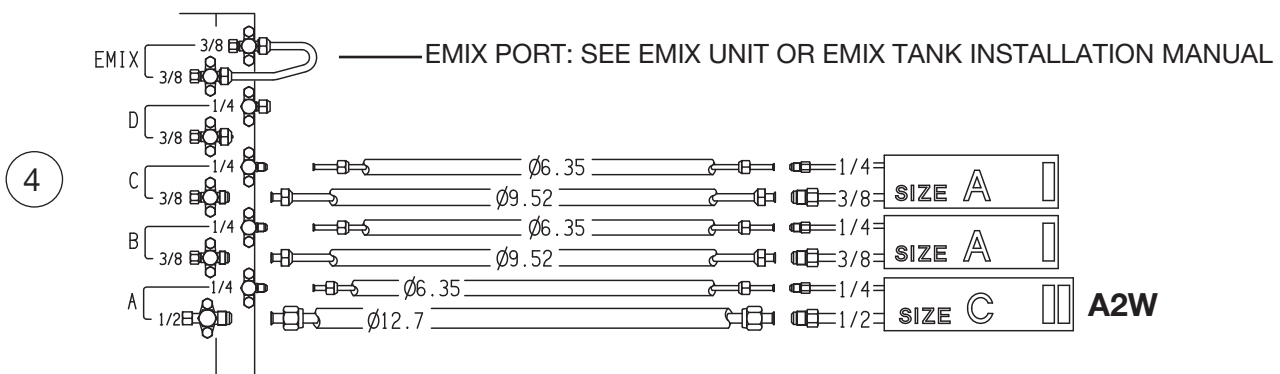 3/8
EMIX
3/8
EMIX PORT: SEE EMIX UNIT OR EMIX TANK INSTALLATION MANUAL
1/4
D
3/8
4
1/4
C
3/8
Ø6.35
1/4
Ø9.52
3/8
SIZE A
1/4
B
3/8
Ø6.35
1/4
Ø9.52
3/8
SIZE A
1/4
A
1/2
Ø6.35
1/4
Ø12.7
1/2
SIZE C
A2W